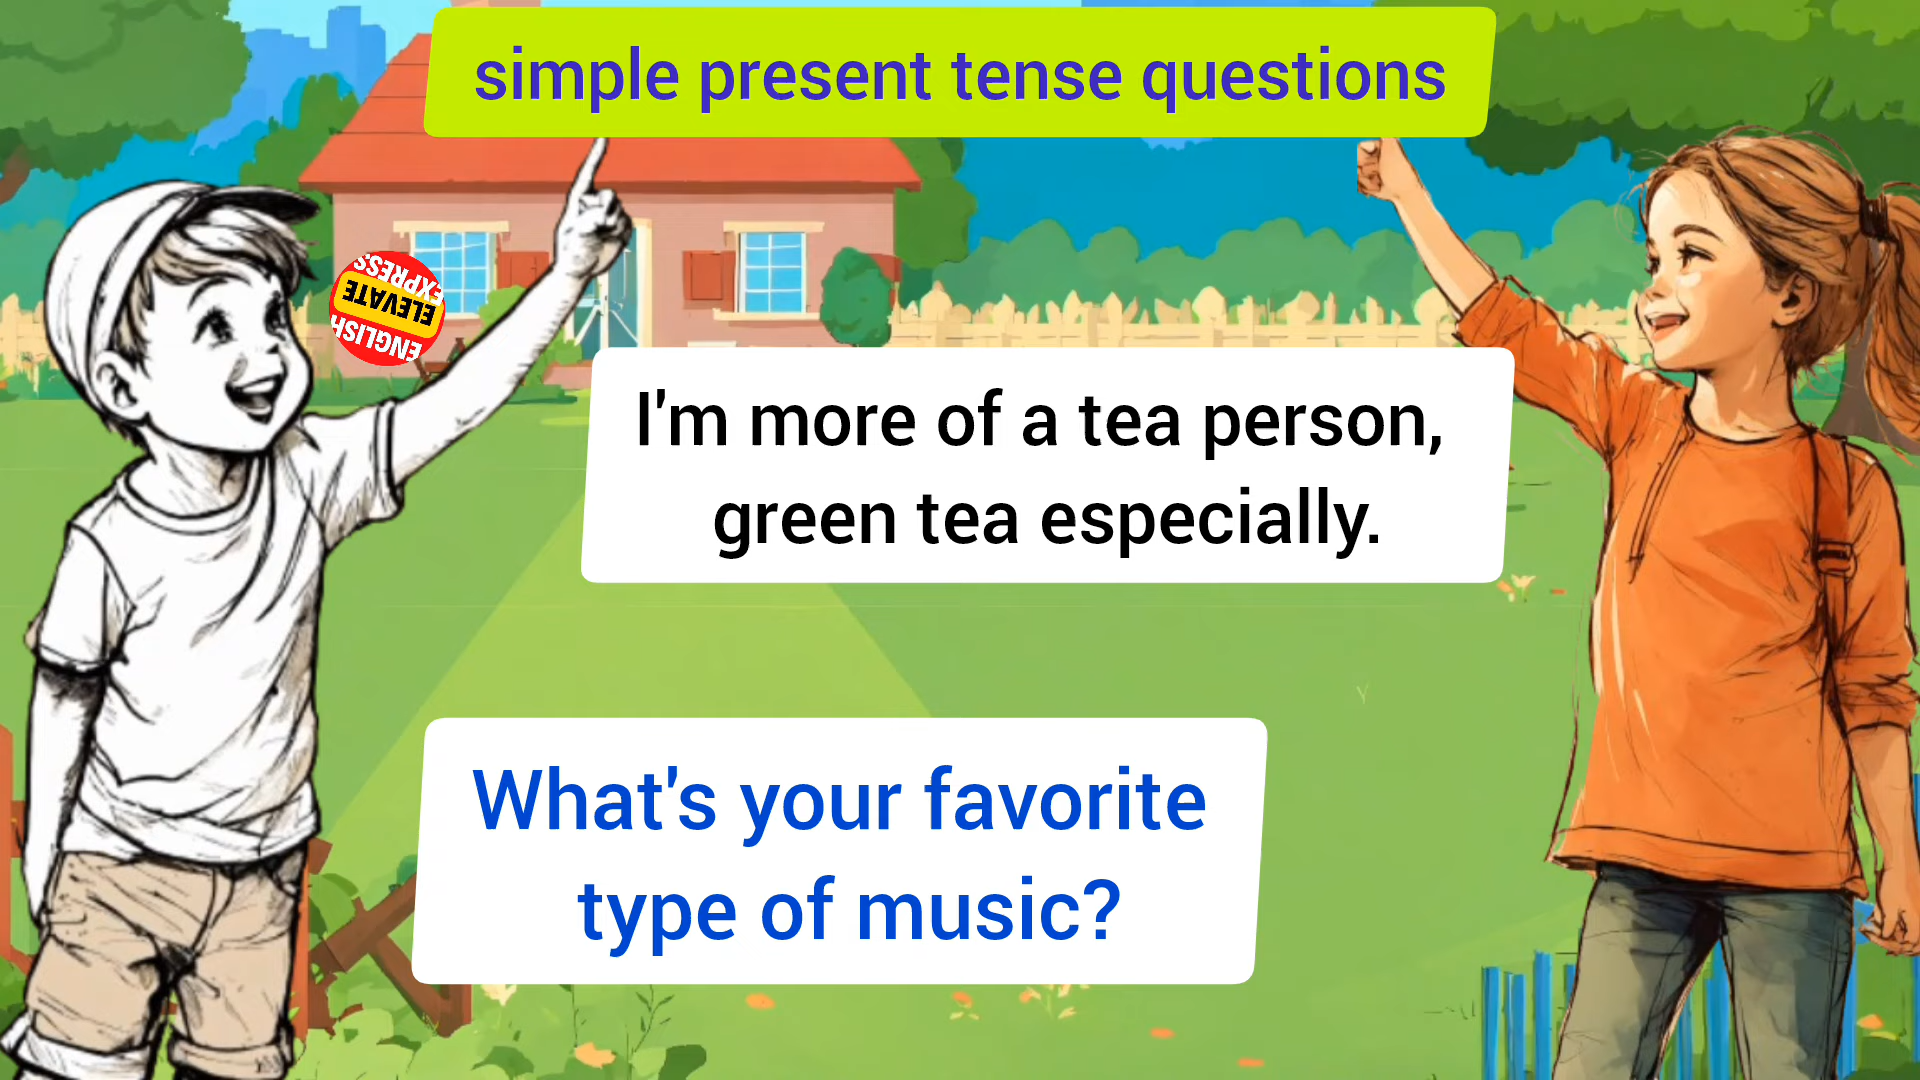 simple present tense questions
ENGLISH
ELEVATE
EXPRESS
I'm more of a tea person,
green tea especially.
What's your favorite
type of music?